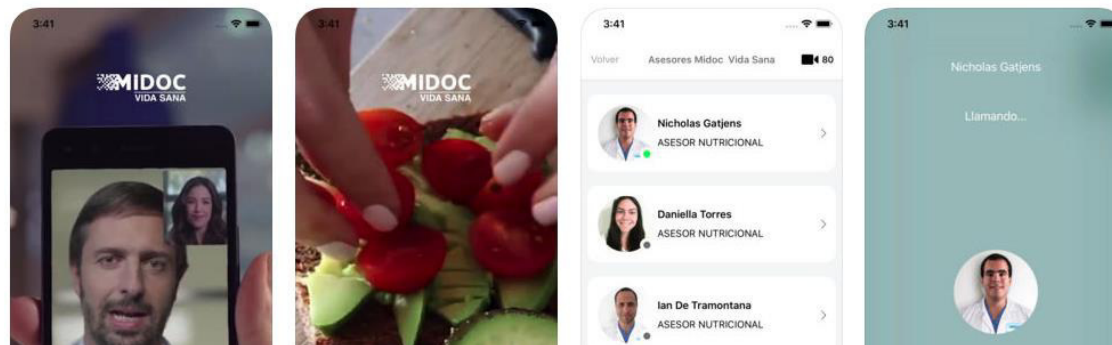 3:41
MIDOC
VIDA SANA
3:41
MIDOC
VIDA SANA
3:41
Volver Asesores Midoc Vida Sana 80
Nicholas Gatjens
ASESOR NUTRICIONAL
Daniella Torres
ASESOR NUTRICIONAL
Ian De Tramontana
ASESOR NUTRICIONAL
3:41
Nicholas Gatjens
Llamando...